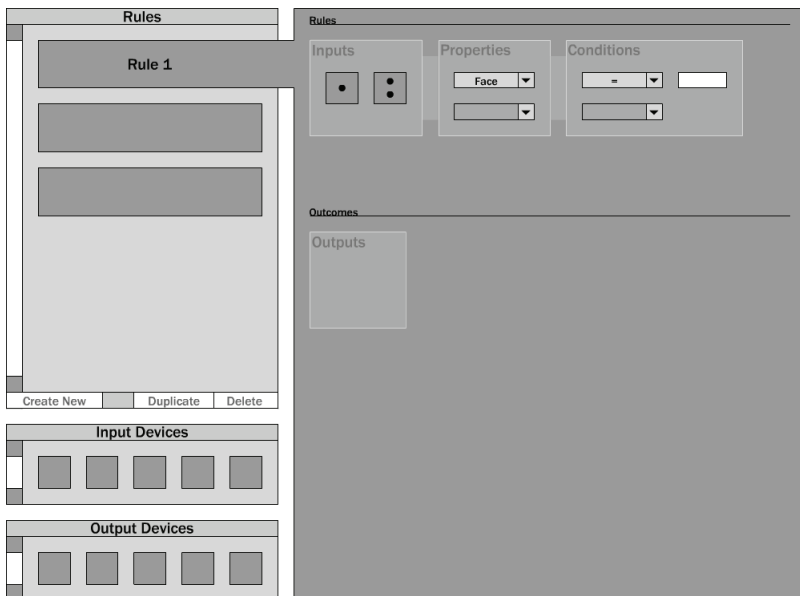 Rules
Rule 1
Create New
Duplicate
Delete
Input Devices
Output Devices
Rules
Inputs
Properties
Conditions
Face
=
Outcomes
Outputs